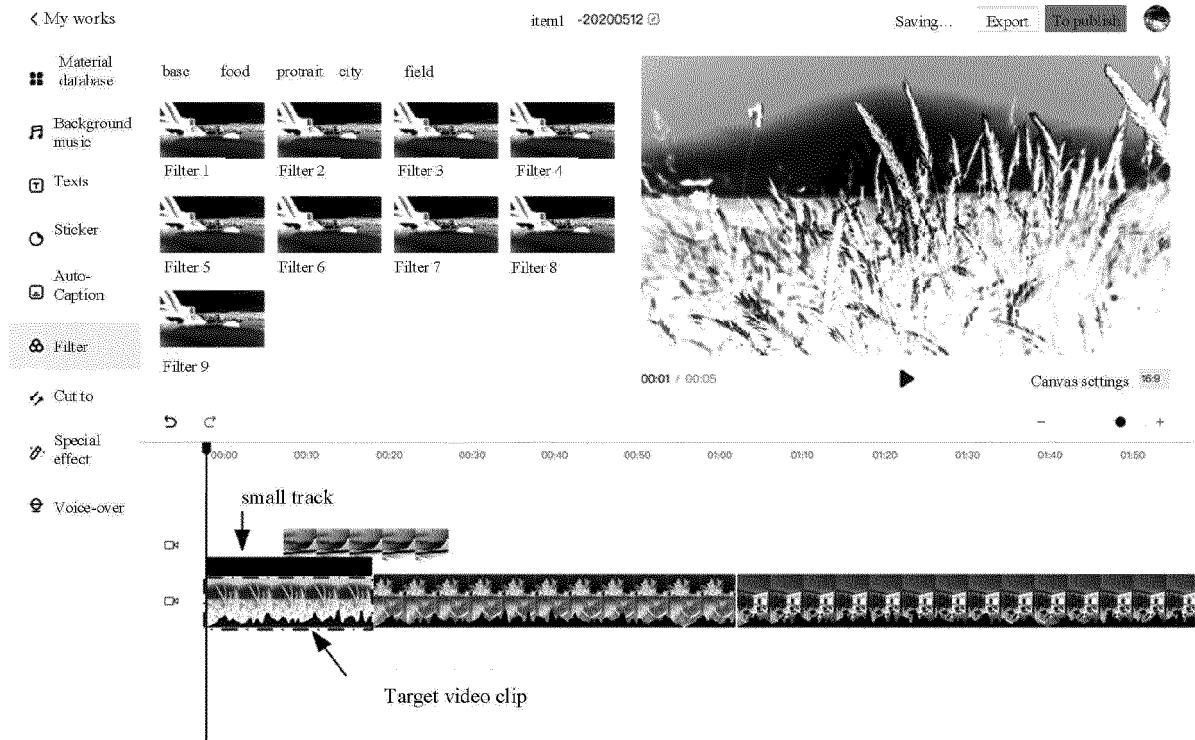 My works
item1 -20200512
Saving... Export To publish
Material
database
Background
music
Texts
Sticker
Auto-
Caption
Filter
Cut to
Special
effect
Voice-over
base food protrait city field
Filter 1 Filter 2 Filter 3 Filter 4
Filter 5 Filter 6 Filter 7 Filter 8
Filter 9
00:01 / 00:05
Canvas settings 16:9
00:00 00:10 00:20 00:30 00:40 00:50 01:00 01:10 01:20 01:30 01:40 01:50
small track
Target video clip